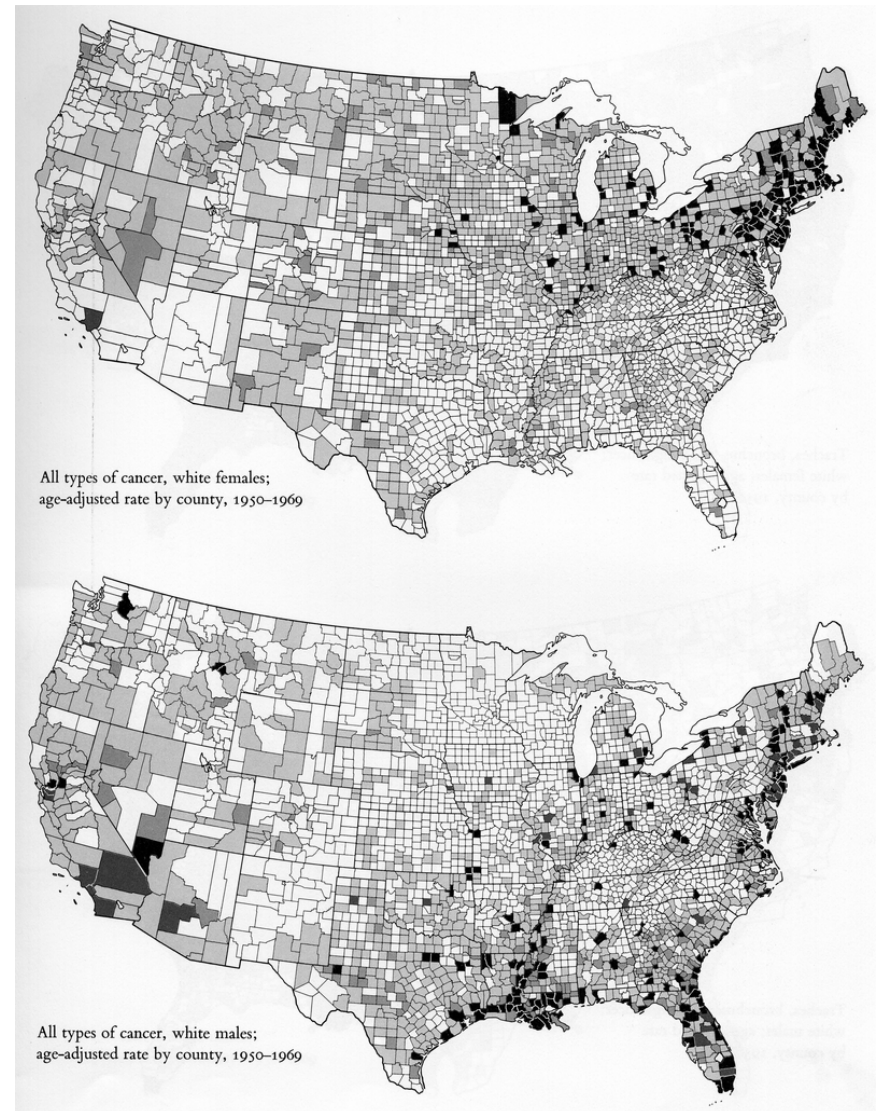 All types of cancer, white females;
age-adjusted rate by county, 1950–1969
All types of cancer, white males;
age-adjusted rate by county, 1950–1969